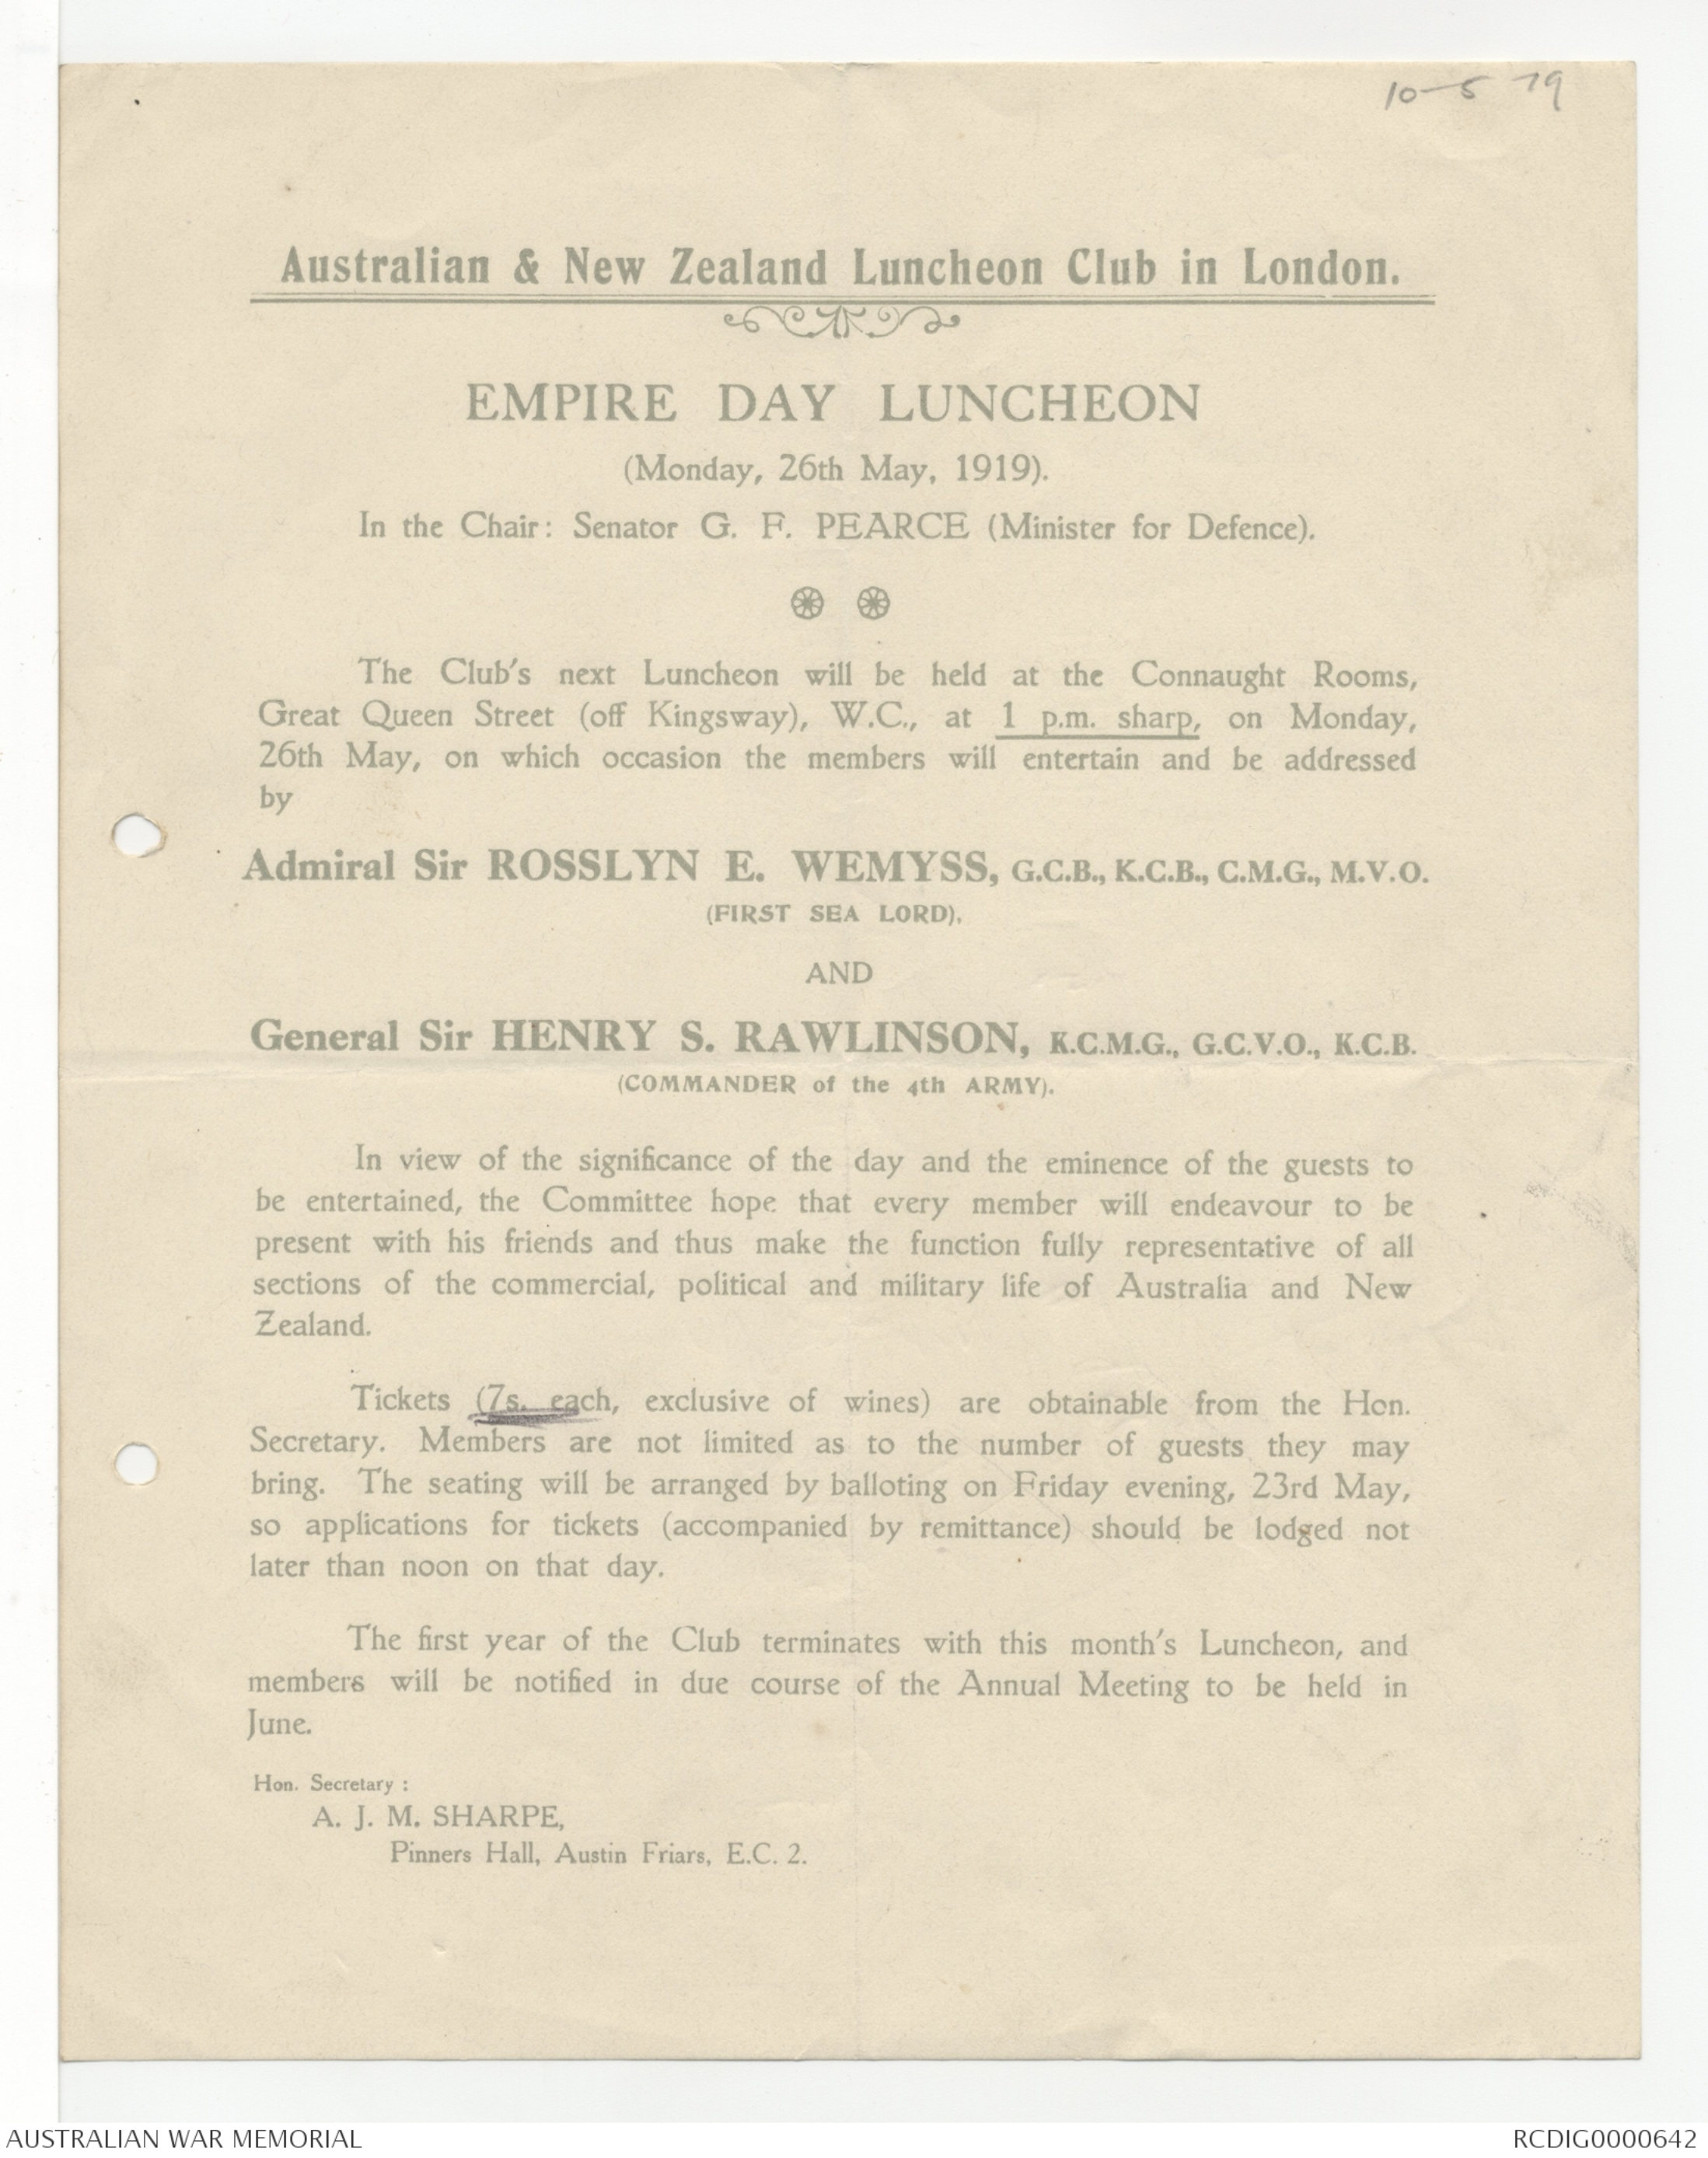 10-5 19
Australian & New Zealand Luncheon Club in London.
EMPIRE DAY LUNCHEON
(Monday, 26th May, 1919).
In the Chair: Senator G. F. PEARCE (Minister for Defence).
The Club's next Luncheon will be held at the Connaught Rooms,
Great Queen Street (off Kingsway), W.C., at 1 p.m. sharp, on Monday,
26th May, on which occasion the members will entertain and be addressed
by
Admiral Sir ROSSLYN E. WEMYSS, G.C.B., K.C.B., C.M.G., M.V.O.
(FIRST SEA LORD),
AND
General Sir HENRY S. RAWLINSON, K.C.M.G., G.C.V.O., K.C.B.
(COMMANDER of the 4th ARMY).
In view of the significance of the day and the eminence of the guests to
be entertained, the Committee hope that every member will endeavour to be
present with his friends and thus make the function fully representative of all
sections of the commercial, political and military life of Australia and New
Zealand.
Tickets (7s. each, exclusive of wines) are obtainable from the Hon.
Secretary. Members are not limited as to the number of guests they may
bring. The seating will be arranged by balloting on Friday evening, 23rd May,
so applications for tickets (accompanied by remittance) should be lodged not
later than noon on that day.
The first year of the Club terminates with this month's Luncheon, and
members will be notified in due course of the Annual Meeting to be held in
June.
Hon. Secretary :
A. J. M. SHARPE,
Pinners Hall, Austin Friars, E.C. 2.
AUSTRALIAN WAR MEMORIAL
RCDIG0000642